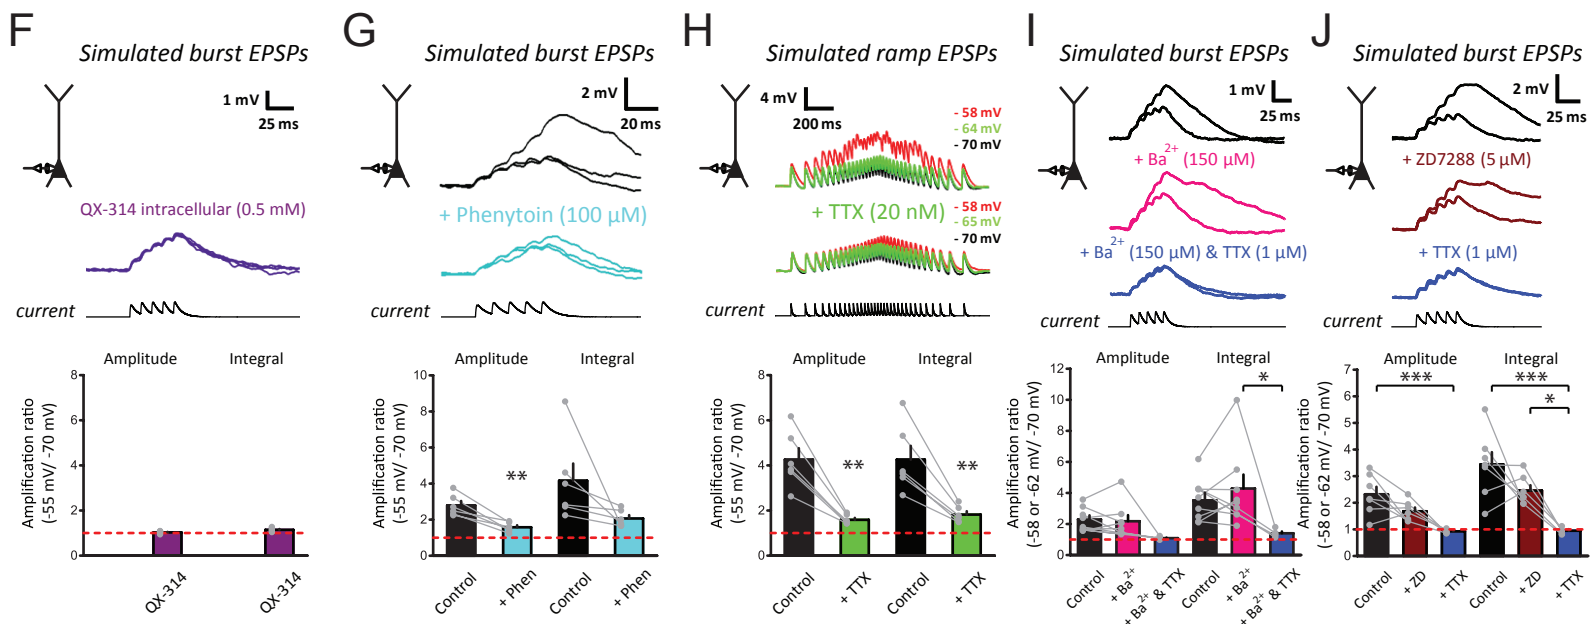 F
Simulated burst EPSPs
1 mV
25 ms
QX-314 intracellular (0.5 mM)
current
Amplitude
Integral
Amplification ratio
(-55 mV/ -70 mV)
8
6
4
2
0
QX-314
QX-314
G
Simulated burst EPSPs
2 mV
20 ms
+ Phenytoin (100 µM)
current
Amplitude
Integral
Amplification ratio
(-55 mV/ -70 mV)
10
8
6
4
2
0
**
Control
+ Phen
Control
+ Phen
H
Simulated ramp EPSPs
4 mV
200 ms
- 58 mV
- 64 mV
- 70 mV
+ TTX (20 nM)
- 58 mV
- 65 mV
- 70 mV
current
Amplitude
Integral
Amplification ratio
(-55 mV/ -70 mV)
8
6
4
2
0
**
**
Control
+ TTX
Control
+ TTX
I
Simulated burst EPSPs
1 mV
25 ms
+ Ba2+ (150 µM)
+ Ba2+ (150 µM) & TTX (1 µM)
current
Amplitude
Integral
Amplification ratio
(-58 or -62 mV/ -70 mV)
12
10
8
6
4
2
0
*
Control
+ Ba2+
+ Ba2+ & TTX
Control
+ Ba2+
+ Ba2+ & TTX
J
Simulated burst EPSPs
2 mV
25 ms
+ ZD7288 (5 µM)
+ TTX (1 µM)
current
Amplitude
Integral
Amplification ratio
(-58 or -62 mV/ -70 mV)
7
6
5
4
3
2
1
0
***
***
*
Control
+ ZD
+ TTX
Control
+ ZD
+ TTX